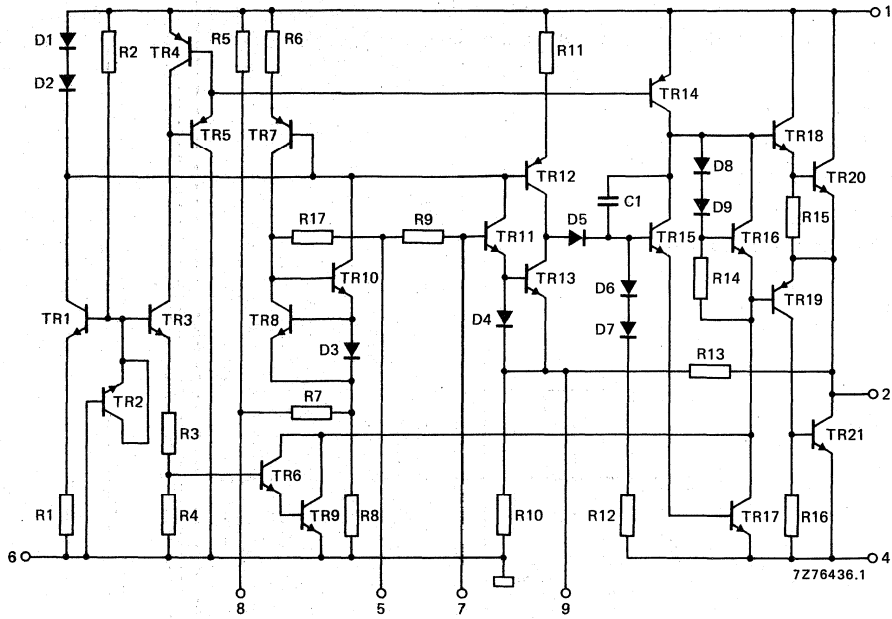 1
D1
R2
TR4
R5
R6
R11
D2
TR14
TR5
TR7
TR18
D8
TR12
TR20
C1
D9
R15
R17
R9
D5
TR11
TR15
TR16
TR10
TR13
R14
D6
TR19
TR1
TR3
TR8
D4
D7
D3
R13
TR2
R7
2
R3
TR21
TR6
R1
R4
TR9
R8
R10
R12
TR17
R16
6
4
7Z76436.1
8
5
7
9